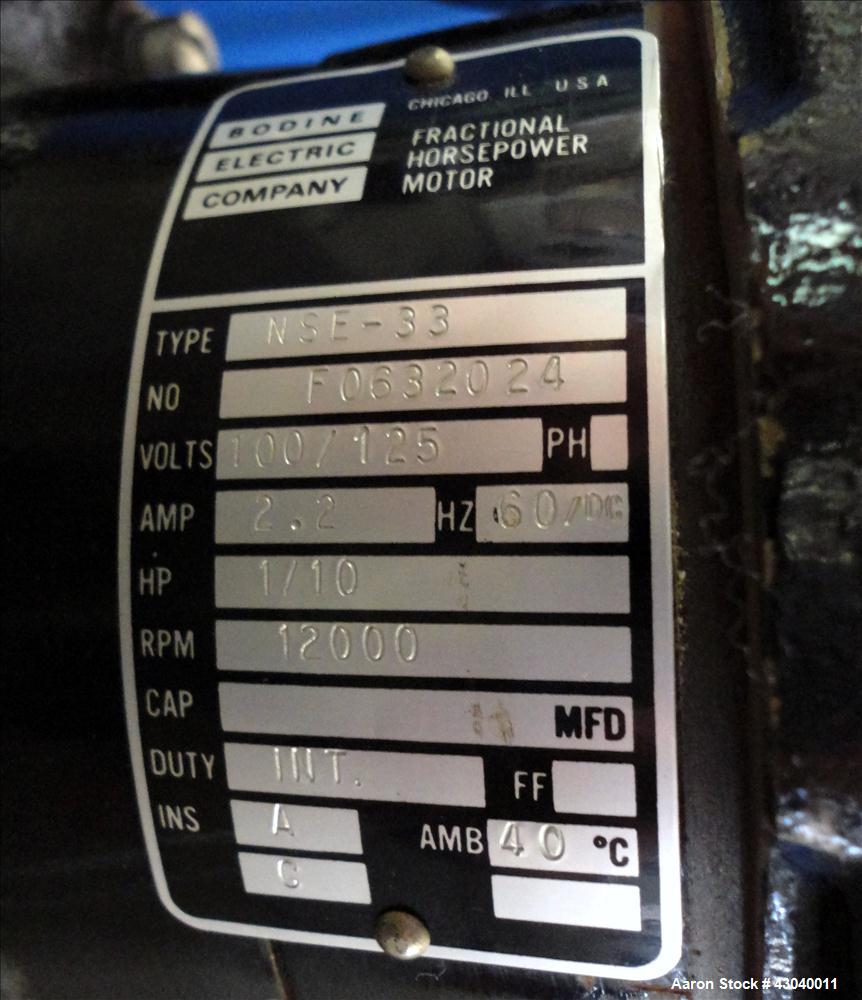 BODINE
ELECTRIC
COMPANY
CHICAGO ILL USA
FRACTIONAL
HORSEPOWER
MOTOR
TYPE NSE-33
NO F0632024
VOLTS 100/125 PH
AMP 2.2 HZ 60/DC
HP 1/10
RPM 12000
CAP MFD
DUTY INT. FF
INS A AMB 40 °C
C
Aaron Stock # 43040011